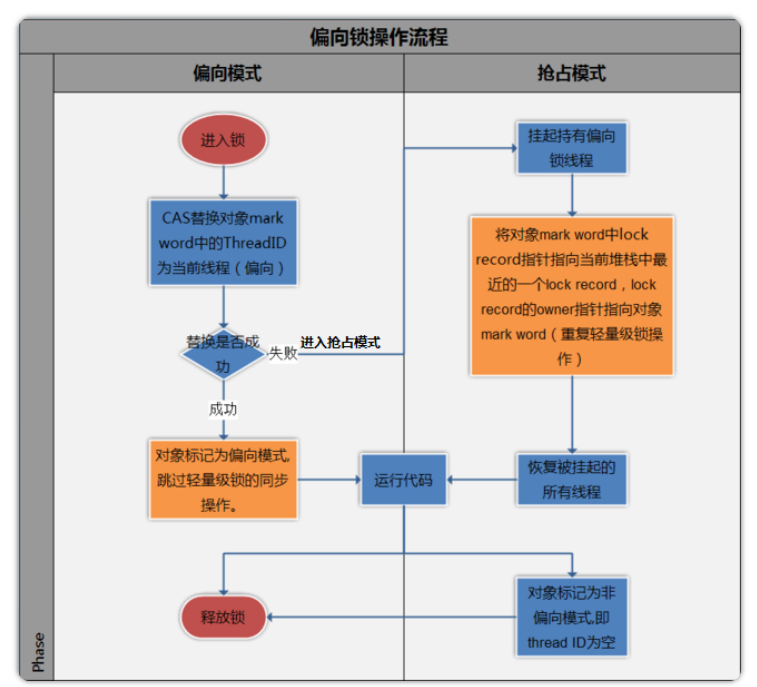 偏向锁操作流程
偏向模式
抢占模式
进入锁
CAS替换对象mark
word中的ThreadID
为当前线程（偏向）
替换是否成
功
失败
进入抢占模式
成功
对象标记为偏向模式,
跳过轻量级锁的同步
操作。
运行代码
释放锁
挂起持有偏向
锁线程
将对象mark word中lock
record指针指向当前堆栈中最
近的一个lock record，lock
record的owner指针指向对象
mark word（重复轻量级锁操
作）
恢复被挂起的
所有线程
对象标记为非
偏向模式,即
thread ID为空
Phase